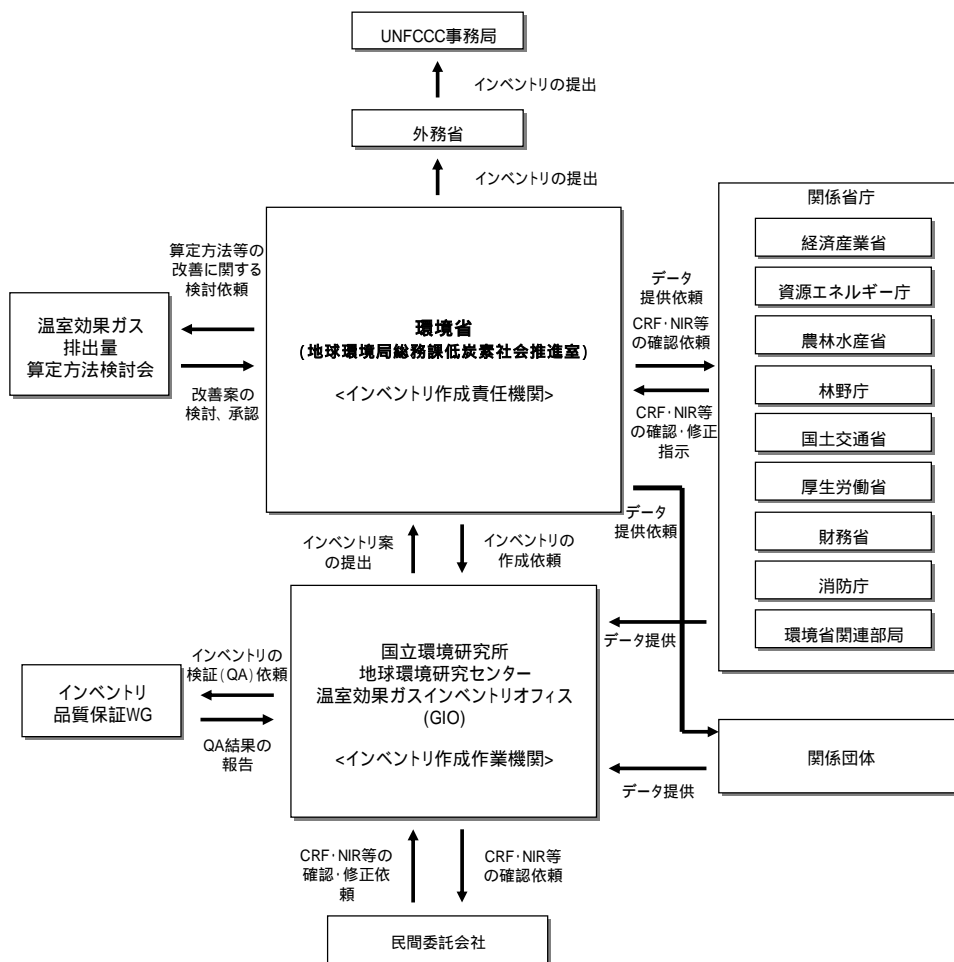 UNFCCC事務局
インベントリの提出
外務省
インベントリの提出
関係省庁
経済産業省
資源エネルギー庁
農林水産省
林野庁
国土交通省
厚生労働省
財務省
消防庁
環境省関連部局
算定方法等の
改善に関する
検討依頼
温室効果ガス
排出量
算定方法検討会
改善案の
検討、承認
環境省
(地球環境局総務課低炭素社会推進室)
<インベントリ作成責任機関>
データ
提供依頼
CRF・NIR等
の確認依頼
CRF・NIR等
の確認・修正
指示
データ
提供依頼
インベントリ案
の提出
インベントリの
作成依頼
国立環境研究所
地球環境研究センター
温室効果ガスインベントリオフィス
(GIO)
<インベントリ作成作業機関>
データ提供
インベントリの
検証(QA)依頼
インベントリ
品質保証WG
QA結果の
報告
関係団体
データ提供
CRF・NIR等の
確認・修正依
頼
CRF・NIR等
の確認依頼
民間委託会社